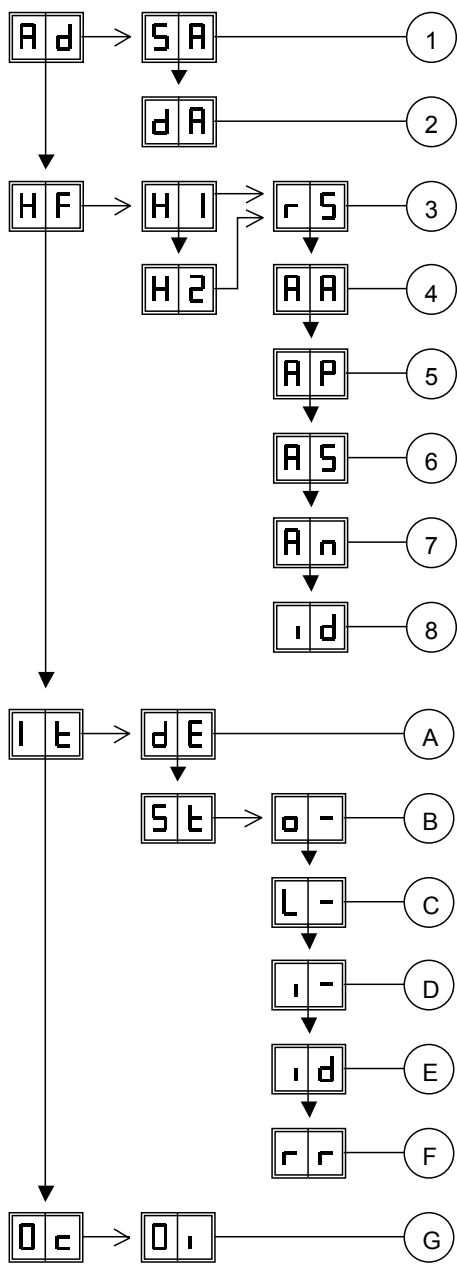 Ad SA 1
dA 2
HF H1 rS 3
H2 AA 4
AP 5
AS 6
An 7
id 8
It dE A
St o- B
L- C
i- D
id E
rr F
Oc Oi G